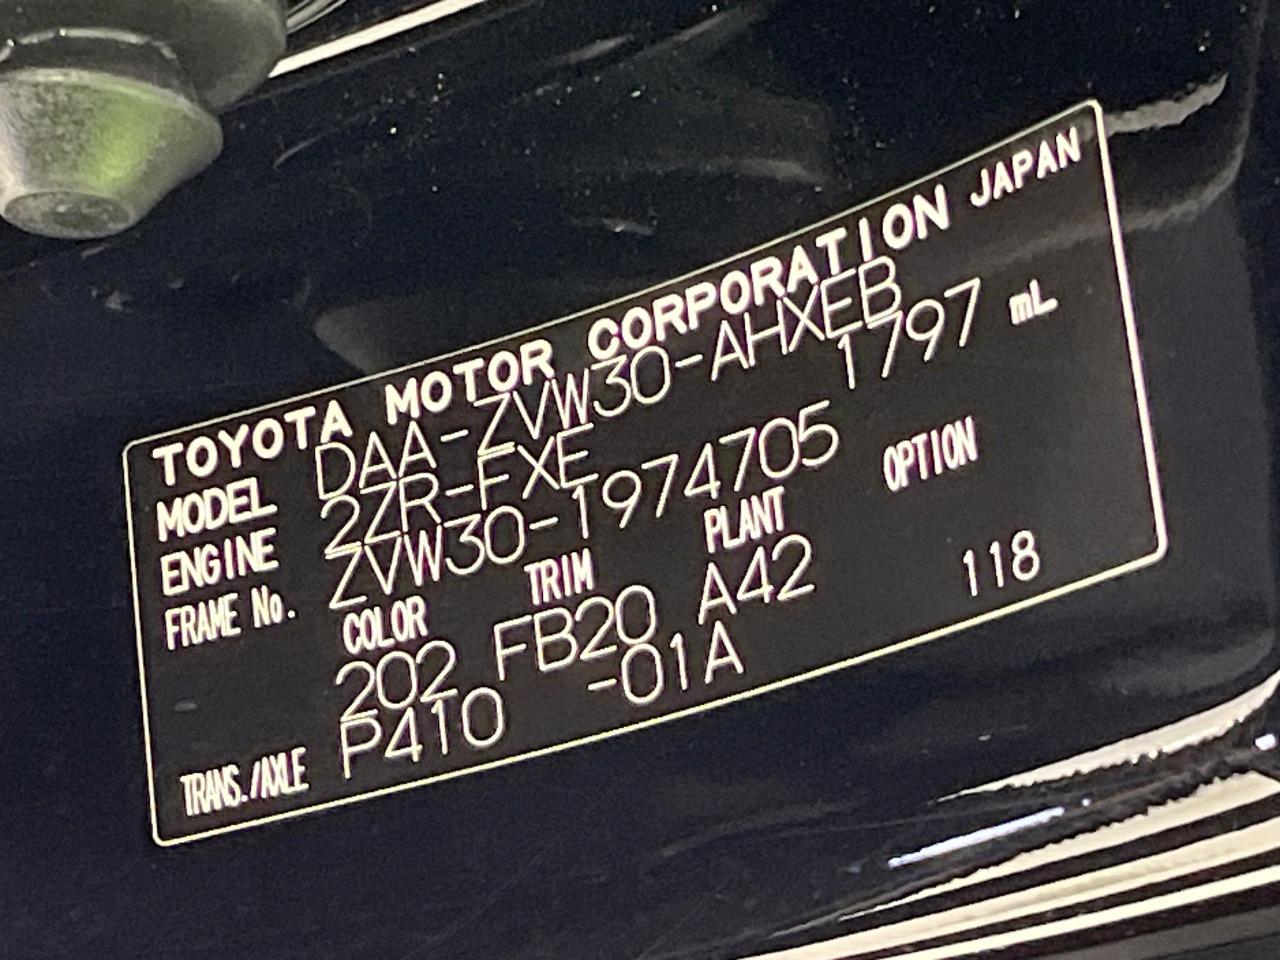 TOYOTA MOTOR CORPORATION JAPAN
MODEL DAA-ZVW30-AHXEB
ENGINE 2ZR-FXE 1797 mL
FRAME No. ZVW30-1974705
COLOR TRIM PLANT OPTION
202 FB20 A42 118
TRANS./AXLE P410 -01A